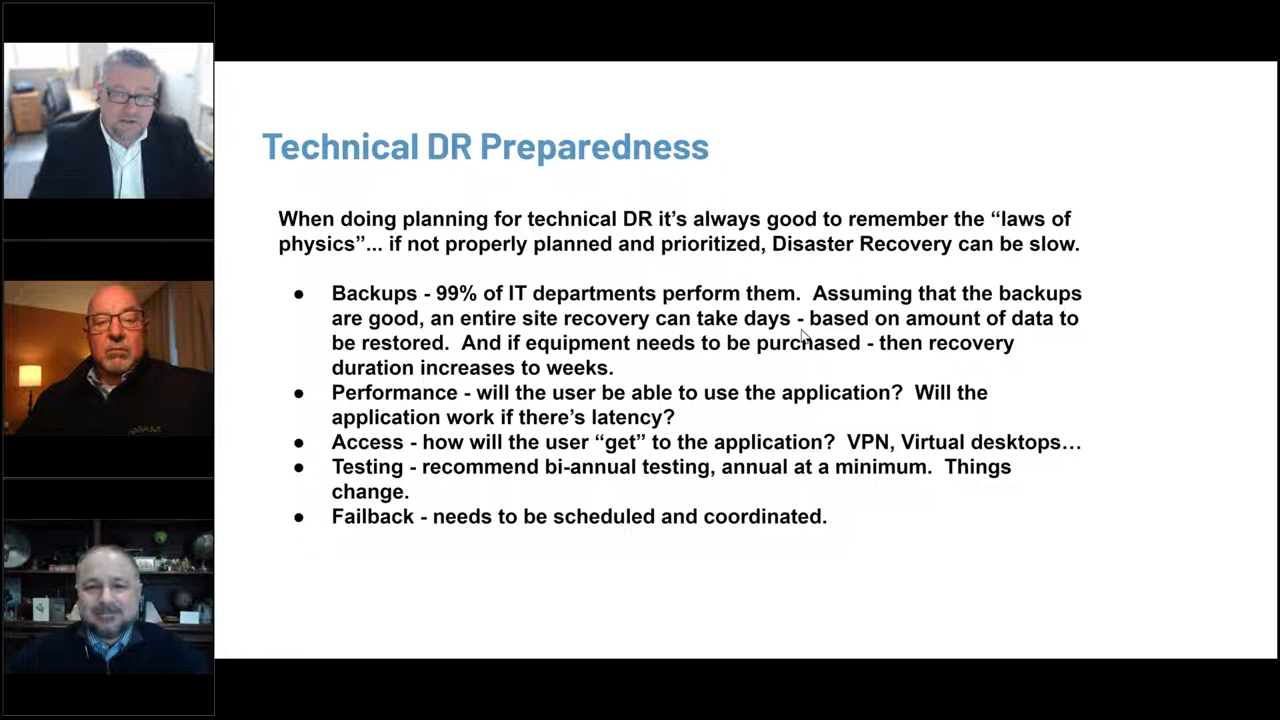 Technical DR Preparedness
When doing planning for technical DR it’s always good to remember the “laws of
physics”... if not properly planned and prioritized, Disaster Recovery can be slow.
● Backups - 99% of IT departments perform them.  Assuming that the backups
are good, an entire site recovery can take days - based on amount of data to
be restored.  And if equipment needs to be purchased - then recovery
duration increases to weeks.
● Performance - will the user be able to use the application?  Will the
application work if there’s latency?
● Access - how will the user “get” to the application?  VPN, Virtual desktops…
● Testing - recommend bi-annual testing, annual at a minimum.  Things
change.
● Failback - needs to be scheduled and coordinated.